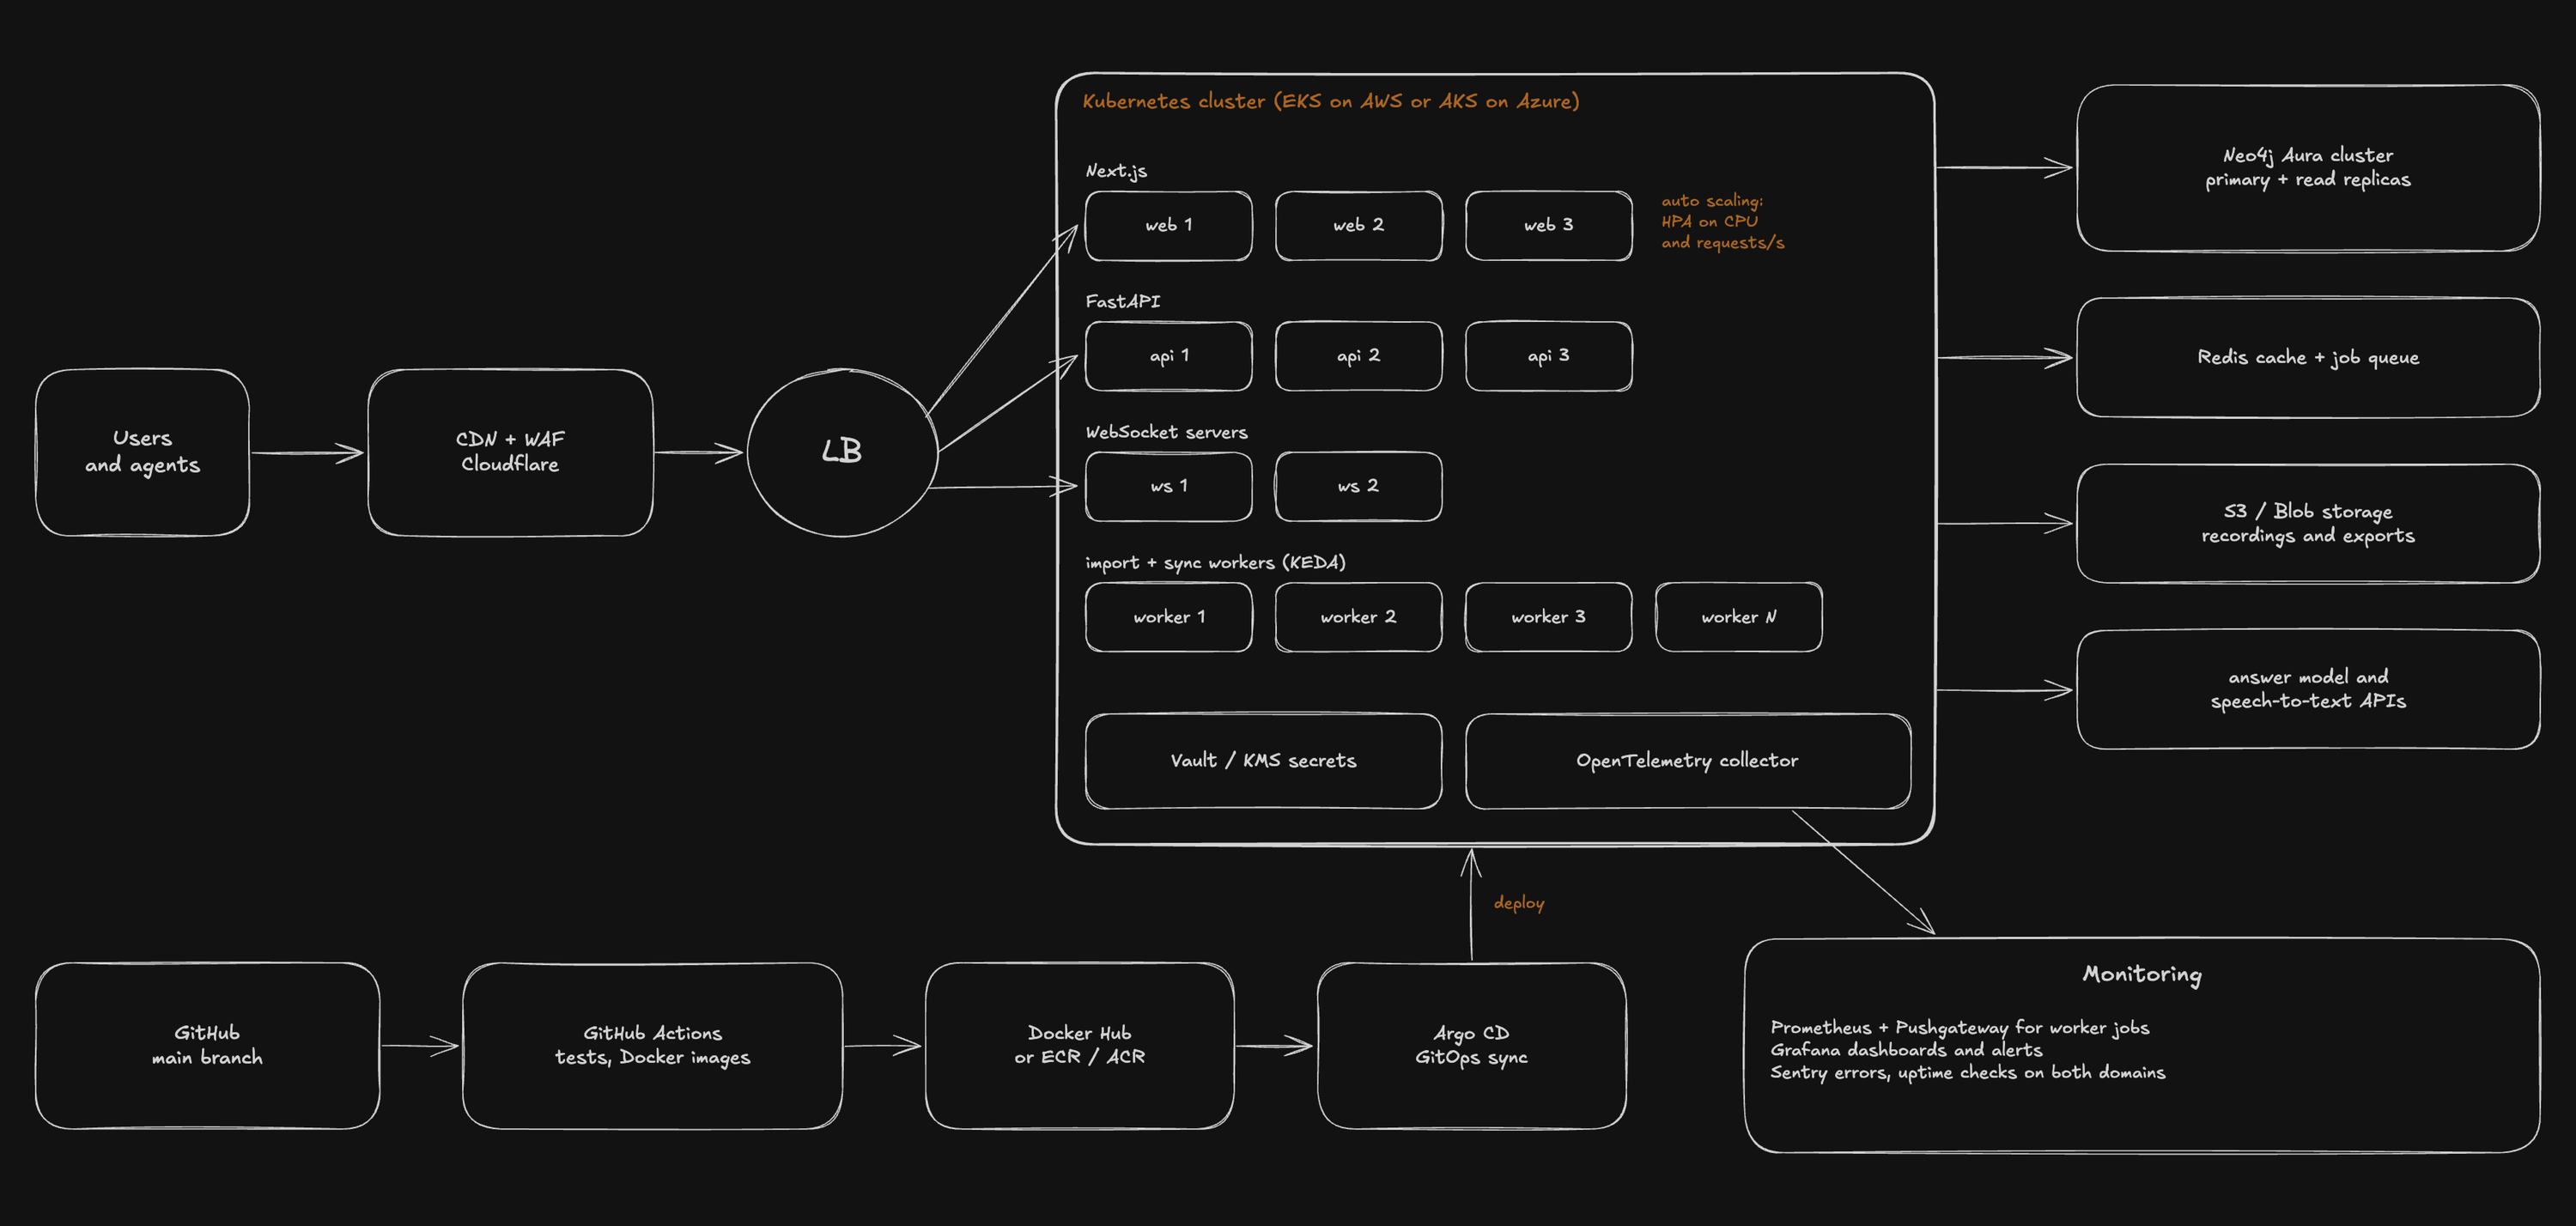 Kubernetes cluster (EKS on AWS or AKS on Azure)
Next.js
web 1
web 2
web 3
auto scaling:
HPA on CPU
and requests/s
FastAPI
api 1
api 2
api 3
WebSocket servers
ws 1
ws 2
import + sync workers (KEDA)
worker 1
worker 2
worker 3
worker N
Vault / KMS secrets
OpenTelemetry collector
Users
and agents
CDN + WAF
Cloudflare
LB
Neo4j Aura cluster
primary + read replicas
Redis cache + job queue
S3 / Blob storage
recordings and exports
answer model and
speech-to-text APIs
deploy
GitHub
main branch
GitHub Actions
tests, Docker images
Docker Hub
or ECR / ACR
Argo CD
GitOps sync
Monitoring
Prometheus + Pushgateway for worker jobs
Grafana dashboards and alerts
Sentry errors, uptime checks on both domains